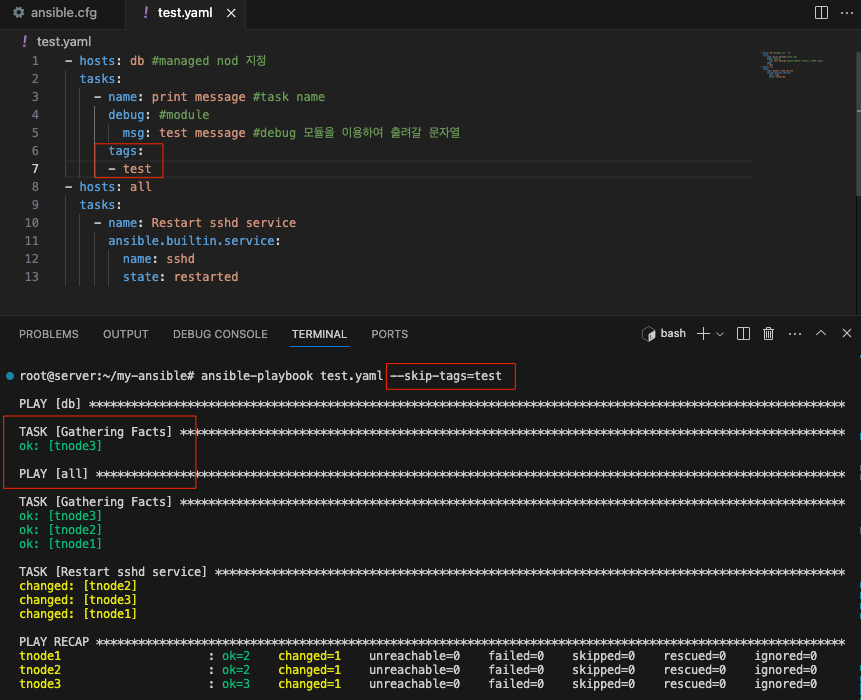 ansible.cfg
! test.yaml ×
! test.yaml
1 - hosts: db #managed nod 지정
2 tasks:
3 - name: print message #task name
4 debug: #module
5 msg: test message #debug 모듈을 이용하여 출려갈 문자열
6 tags:
7 - test
8 - hosts: all
9 tasks:
10 - name: Restart sshd service
11 ansible.builtin.service:
12 name: sshd
13 state: restarted
PROBLEMS OUTPUT DEBUG CONSOLE TERMINAL PORTS bash
root@server:~/my-ansible# ansible-playbook test.yaml --skip-tags=test
PLAY [db] ************************************************************************************************************
TASK [Gathering Facts] ***********************************************************************************************
ok: [tnode3]
PLAY [all] ***********************************************************************************************************
TASK [Gathering Facts] ***********************************************************************************************
ok: [tnode3]
ok: [tnode2]
ok: [tnode1]
TASK [Restart sshd service] ******************************************************************************************
changed: [tnode2]
changed: [tnode3]
changed: [tnode1]
PLAY RECAP ***********************************************************************************************************
tnode1 : ok=2 changed=1 unreachable=0 failed=0 skipped=0 rescued=0 ignored=0
tnode2 : ok=2 changed=1 unreachable=0 failed=0 skipped=0 rescued=0 ignored=0
tnode3 : ok=3 changed=1 unreachable=0 failed=0 skipped=0 rescued=0 ignored=0